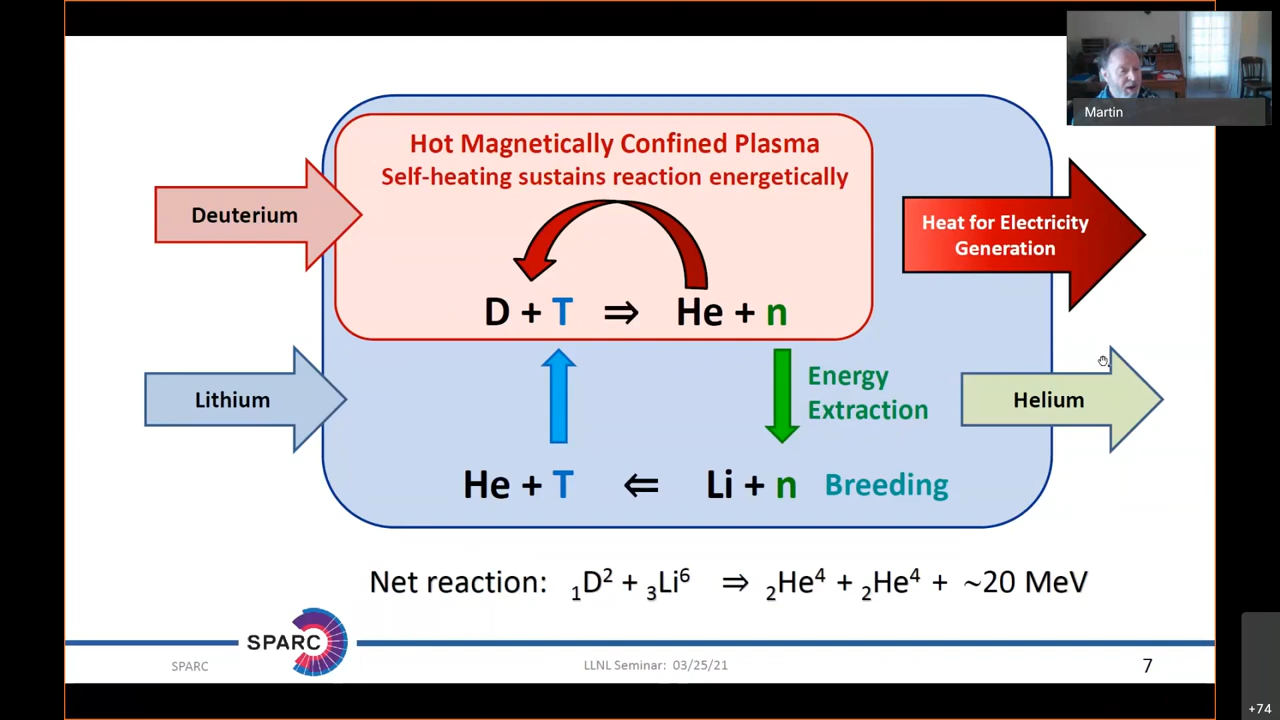 Martin
Hot Magnetically Confined Plasma
Self-heating sustains reaction energetically
Deuterium
Heat for Electricity
Generation
D + T ⇒ He + n
Energy
Extraction
Lithium
Helium
He + T ⇐ Li + n Breeding
Net reaction: ₁D² + ₃Li⁶ ⇒ ₂He⁴ + ₂He⁴ + ~20 MeV
SPARC
SPARC
LLNL Seminar: 03/25/21
7
+74